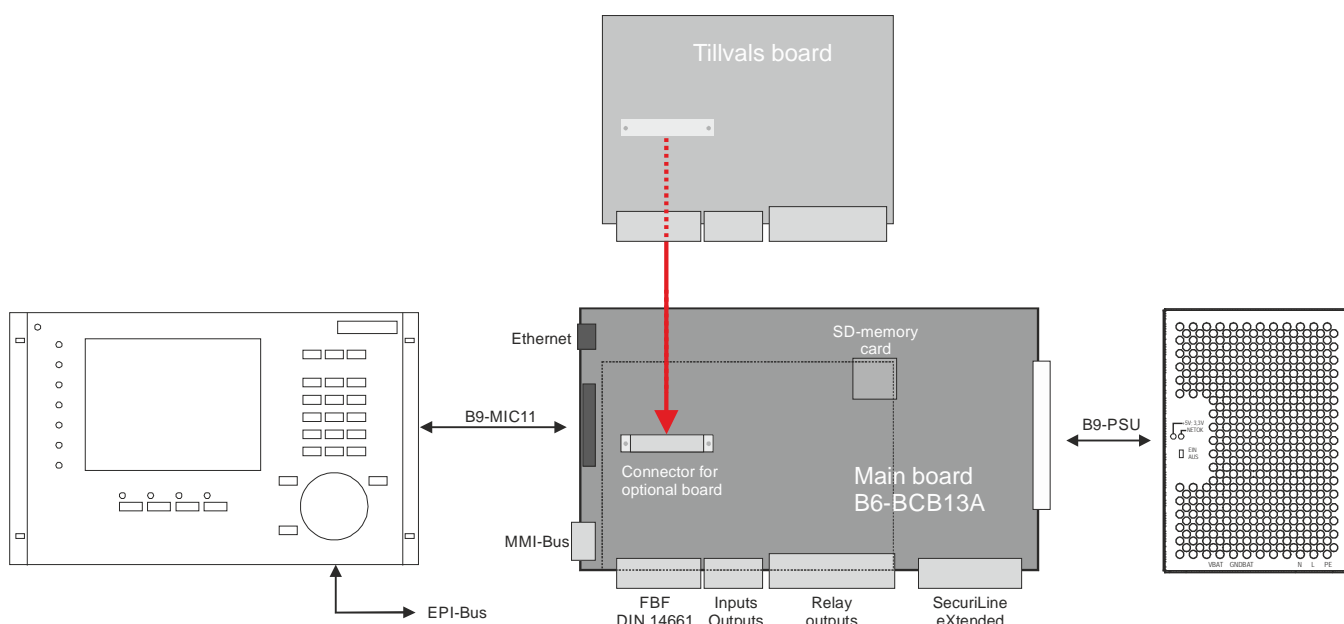 Tillvals board
Ethernet
SD-memory
card
B9-MIC11
B9-PSU
+5V; 3,3V
NETOK
EIN
AUS
Connector for
optional board
Main board
B6-BCB13A
MMI-Bus
VBAT GNDBAT N L PE
EPI-Bus
FBF
DIN 14661
Inputs
Outputs
Relay
outputs
SecuriLine
eXtended